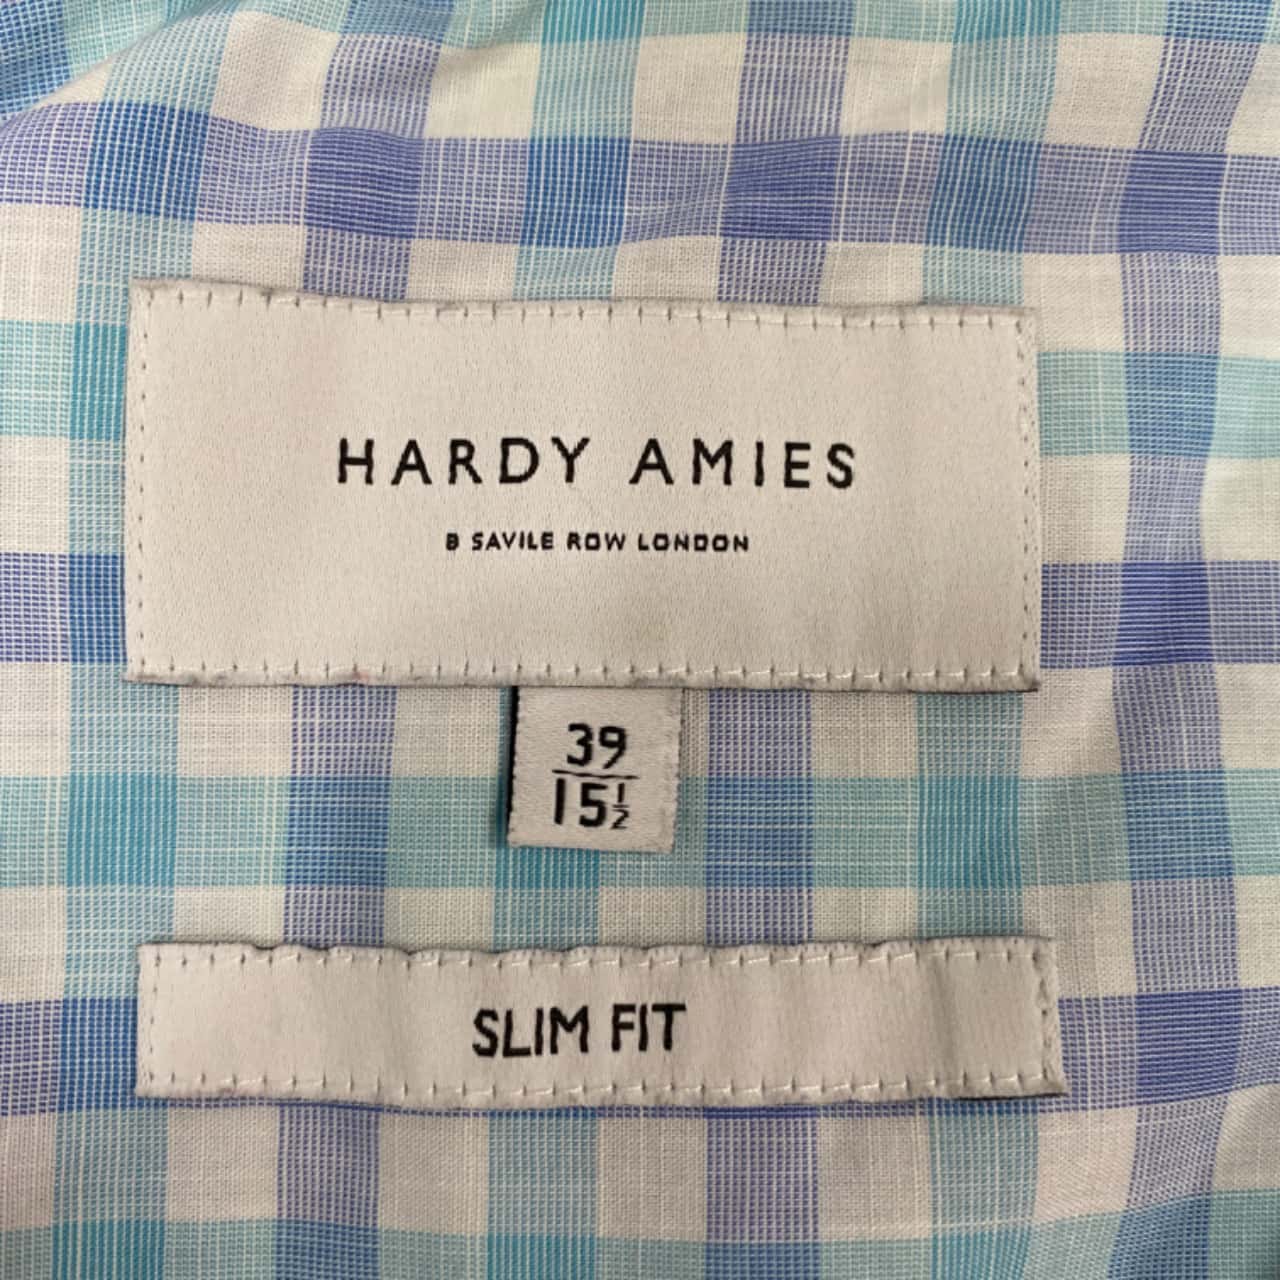 HARDY AMIES
8 SAVILE ROW LONDON
39
15½
SLIM FIT